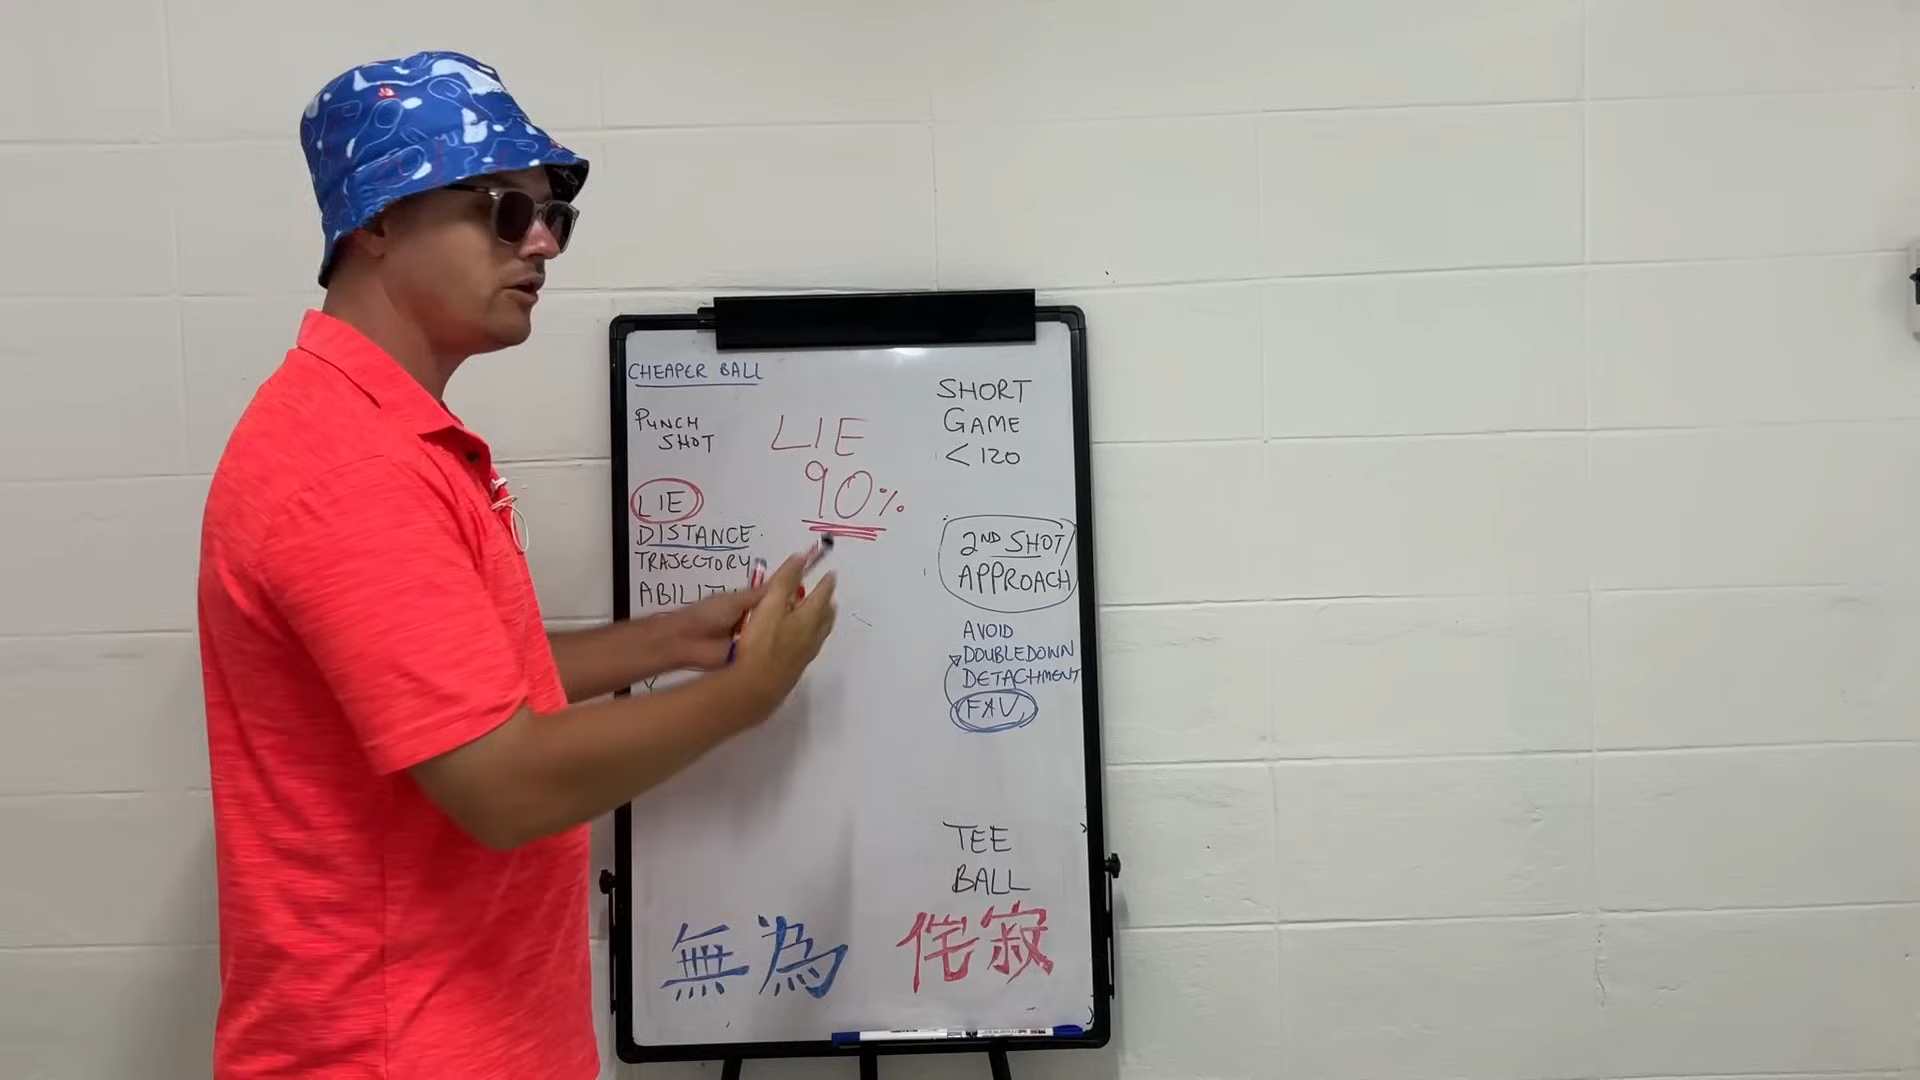 CHEAPER BALL
PUNCH
SHOT
LIE
DISTANCE
TRAJECTORY
ABILITY
LIE
90%
SHORT
GAME
<120
2ND SHOT/
APPROACH
AVOID
DOUBLEDOWN
DETACHMENT
FAV
TEE
BALL
無為
侘寂